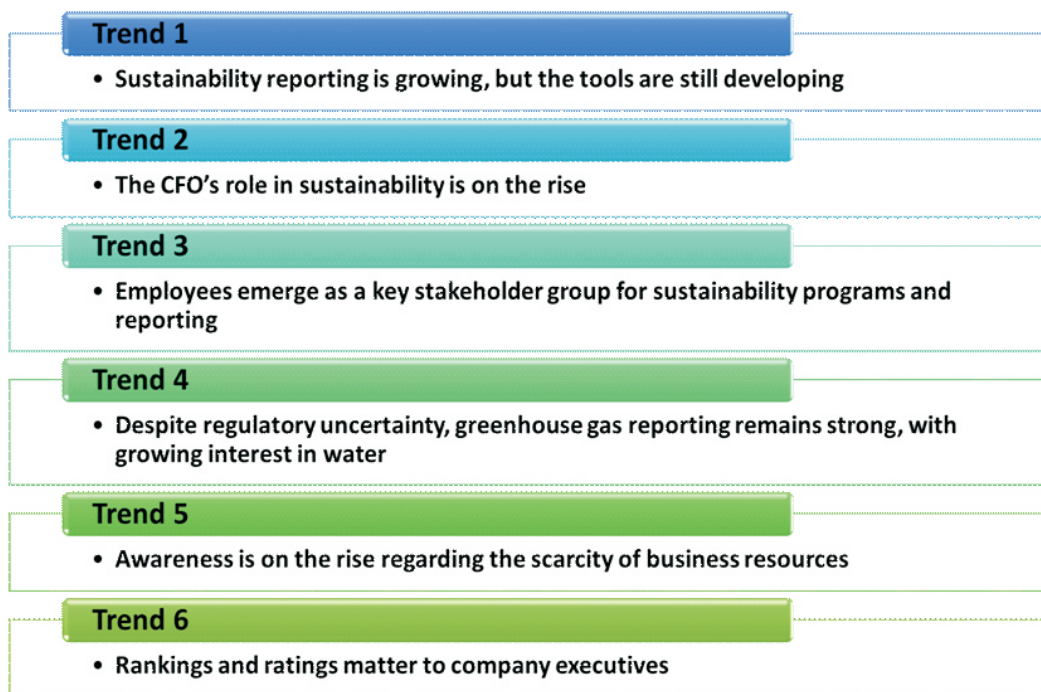 Trend 1
• Sustainability reporting is growing, but the tools are still developing
Trend 2
• The CFO's role in sustainability is on the rise
Trend 3
• Employees emerge as a key stakeholder group for sustainability programs and
reporting
Trend 4
• Despite regulatory uncertainty, greenhouse gas reporting remains strong, with
growing interest in water
Trend 5
• Awareness is on the rise regarding the scarcity of business resources
Trend 6
• Rankings and ratings matter to company executives